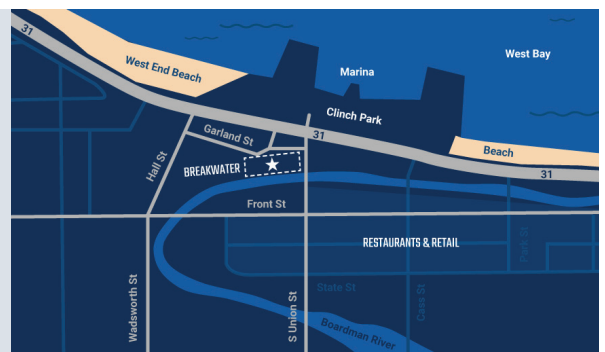 31
West End Beach
West Bay
Marina
Clinch Park
Garland St
31
Hall St
BREAKWATER
Beach
31
Front St
RESTAURANTS & RETAIL
Park St
Wadsworth St
S Union St
State St
Cass St
Boardman River